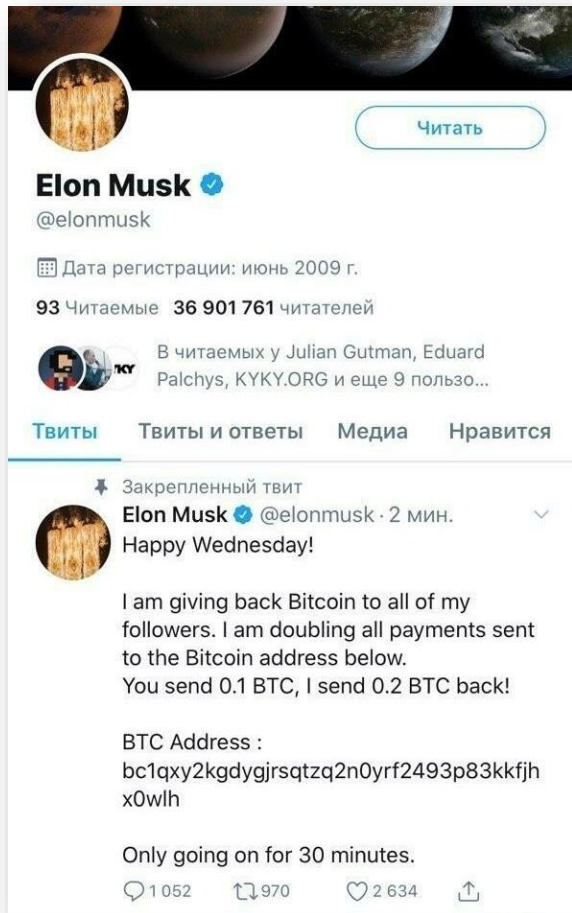 Читать
Elon Musk
@elonmusk
Дата регистрации: июнь 2009 г.
93 Читаемые 36 901 761 читателей
KY
В читаемых у Julian Gutman, Eduard
Palchys, KYKY.ORG и еще 9 пользо...
Твиты Твиты и ответы Медиа Нравится
Закрепленный твит
Elon Musk @elonmusk · 2 мин.
Happy Wednesday!
I am giving back Bitcoin to all of my
followers. I am doubling all payments sent
to the Bitcoin address below.
You send 0.1 BTC, I send 0.2 BTC back!
BTC Address :
bc1qxy2kgdygjrsqtzq2n0yrf2493p83kkfjh
x0wlh
Only going on for 30 minutes.
1 052 970 2 634